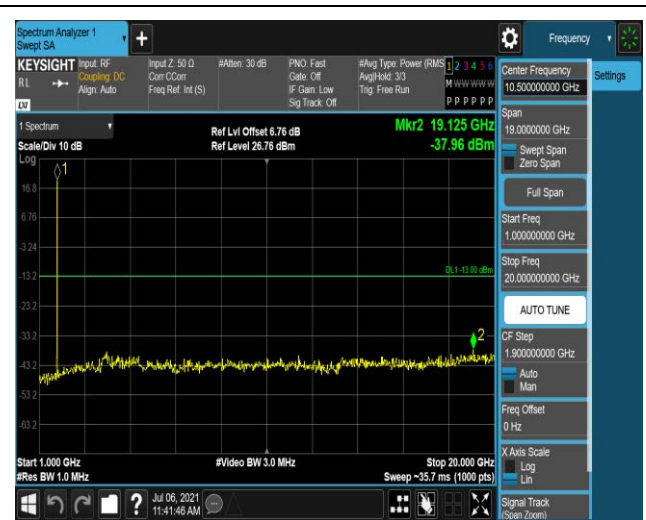 Spectrum Analyzer 1
Swept SA
+
Frequency
KEYSIGHT
RL
Input: RF
Coupling: DC
Align: Auto
Input Z: 50 Ω
Corr CCorr
Freq Ref: Int (S)
#Atten: 30 dB
PNO: Fast
Gate: Off
IF Gain: Low
Sig Track: Off
#Avg Type: Power (RMS
Avg|Hold: 3/3
Trig: Free Run
1 2 3 4 5 6
M W W W W W
P P P P P P
1 Spectrum
Scale/Div 10 dB
Log
Ref Lvl Offset 6.76 dB
Ref Level 26.76 dBm
Mkr2 19.125 GHz
-37.96 dBm
1
16.8
6.76
-3.24
-13.2
DL1 -13.00 dBm
-23.2
-33.2
2
-43.2
-53.2
-63.2
Start 1.000 GHz
#Res BW 1.0 MHz
#Video BW 3.0 MHz
Stop 20.000 GHz
Sweep ~35.7 ms (1000 pts)
Jul 06, 2021
11:41:46 AM
?
Center Frequency
10.500000000 GHz
Settings
Span
19.0000000 GHz
Swept Span
Zero Span
Full Span
Start Freq
1.000000000 GHz
Stop Freq
20.000000000 GHz
AUTO TUNE
CF Step
1.900000000 GHz
Auto
Man
Freq Offset
0 Hz
X Axis Scale
Log
Lin
Signal Track
(Span Zoom)